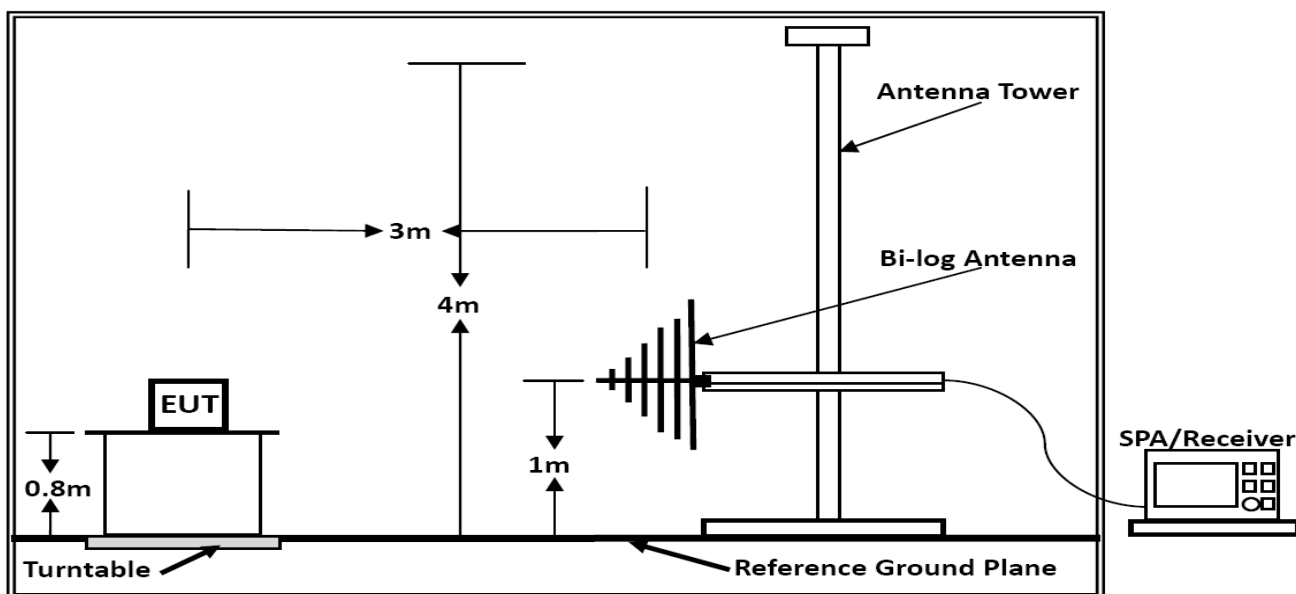 Antenna Tower
3m
Bi-log Antenna
4m
EUT
SPA/Receiver
1m
0.8m
Turntable
Reference Ground Plane